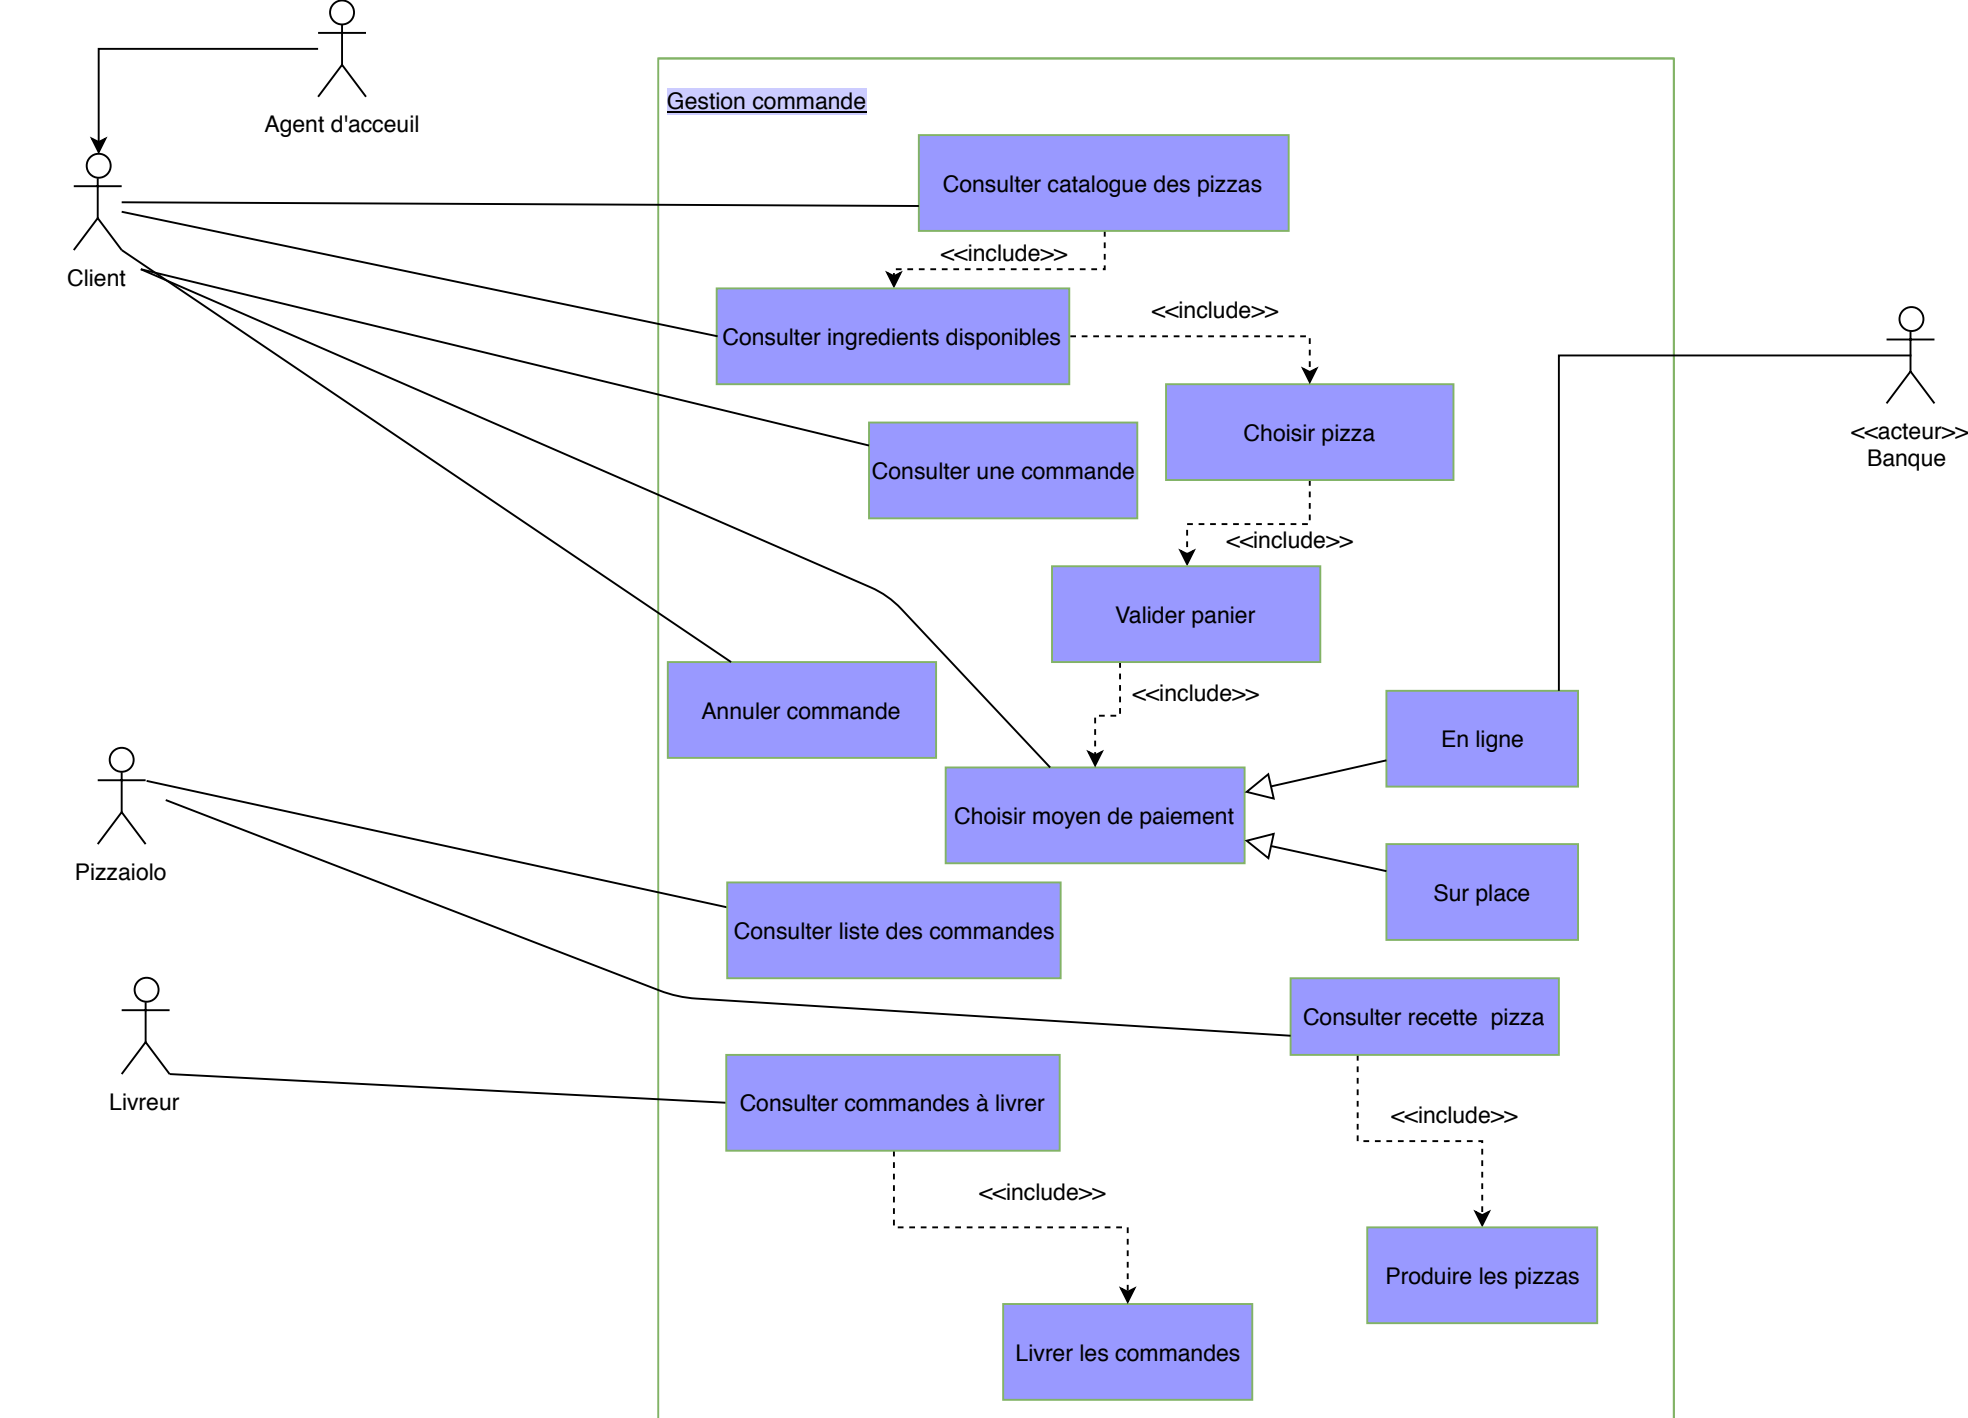 Agent d'acceuil
Gestion commande
Consulter catalogue des pizzas
<<include>>
Client
<<include>>
Consulter ingredients disponibles
Choisir pizza
<<acteur>>
Banque
Consulter une commande
<<include>>
Valider panier
<<include>>
Annuler commande
En ligne
Choisir moyen de paiement
Pizzaiolo
Sur place
Consulter liste des commandes
Consulter recette  pizza
Livreur
Consulter commandes à livrer
<<include>>
<<include>>
Produire les pizzas
Livrer les commandes